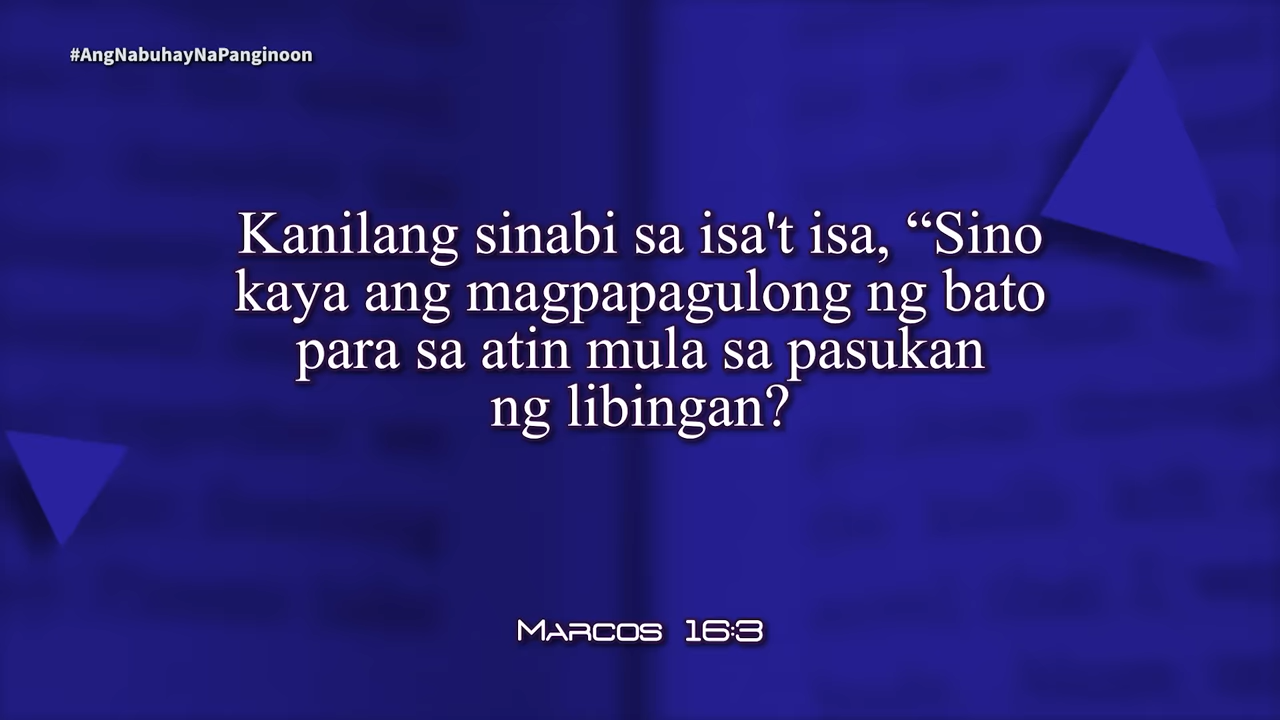 #AngNabuhayNaPanginoon
Kanilang sinabi sa isa't isa, “Sino
kaya ang magpapagulong ng bato
para sa atin mula sa pasukan
ng libingan?
Marcos 16:3